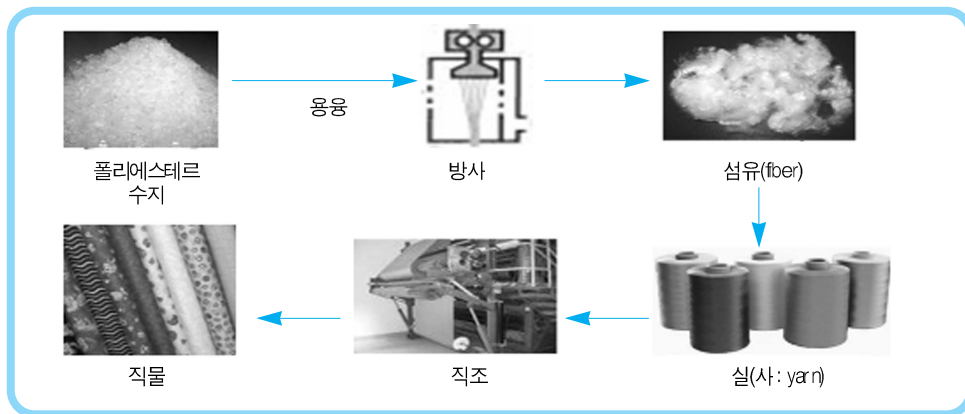 용융
폴리에스테르
수지
방사
섬유(fiber)
직물
직조
실(사 : yarn)